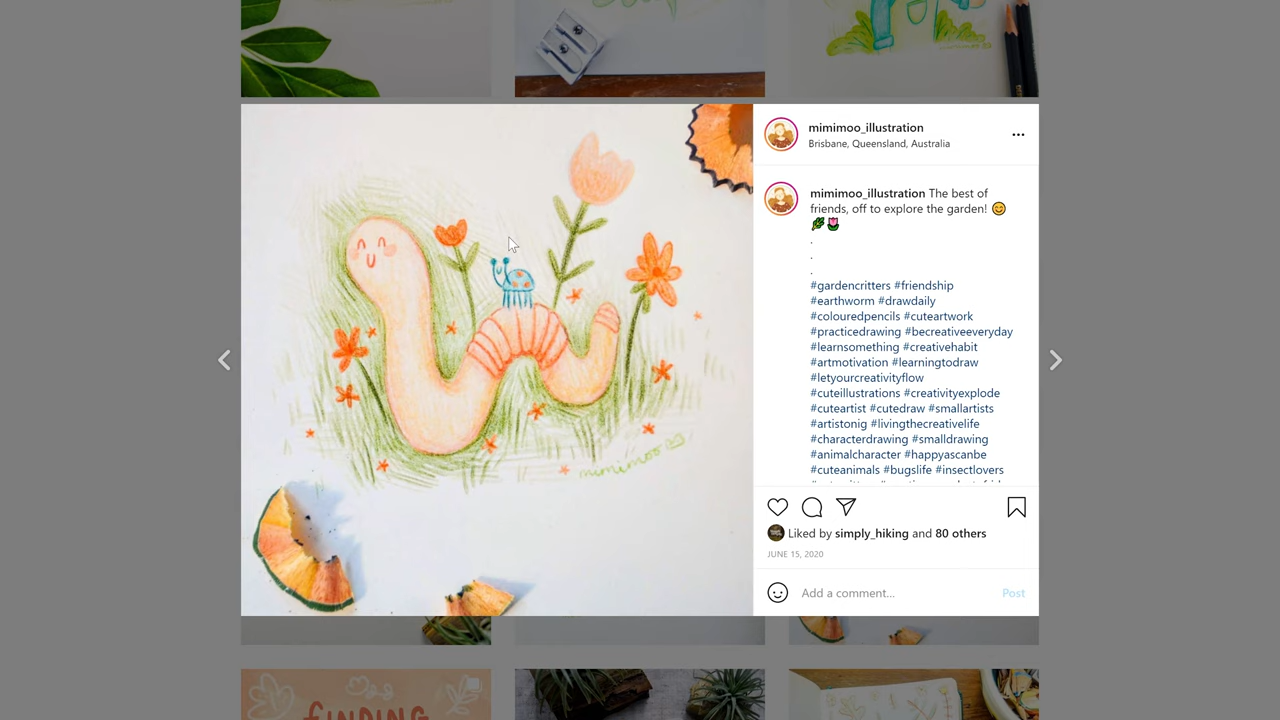 mimimoo_illustration
Brisbane, Queensland, Australia
mimimoo_illustration The best of
friends, off to explore the garden! 😊
🌿🌷
.
.
.
#gardencritters #friendship
#earthworm #drawdaily
#colouredpencils #cuteartwork
#practicedrawing #becreativeeveryday
#learnsomething #creativehabit
#artmotivation #learningtodraw
#letyourcreativityflow
#cuteillustrations #creativityexplode
#cuteartist #cutedraw #smallartists
#artistonig #livingthecreativelife
#characterdrawing #smalldrawing
#animalcharacter #happyascanbe
#cuteanimals #bugslife #insectlovers
Liked by simply_hiking and 80 others
JUNE 15, 2020
Add a comment...
Post
mimimoo
FINDING